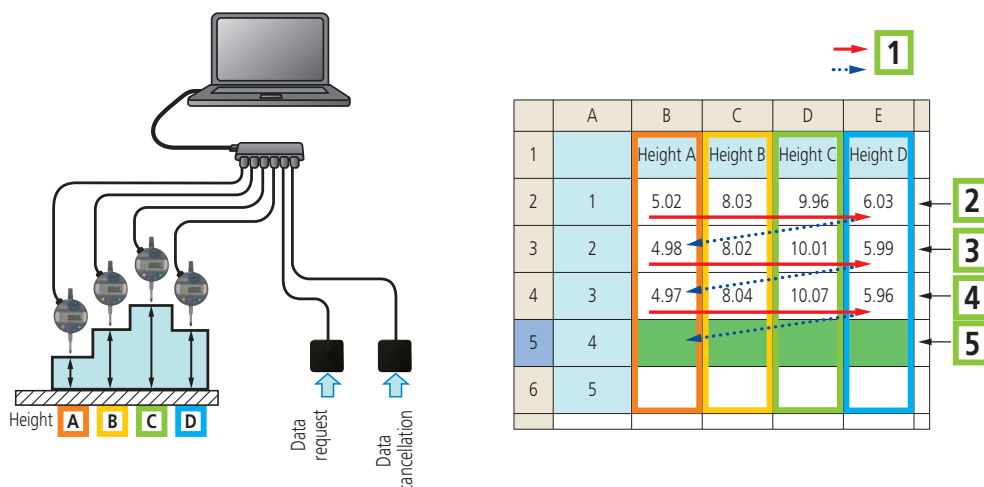 1
A B C D E
1 Height A Height B Height C Height D
2 1 5.02 8.03 9.96 6.03
2
3 2 4.98 8.02 10.01 5.99
3
4 3 4.97 8.04 10.07 5.96
4
5 4
5
6 5
Height A B C D
Data
request
Data
cancellation